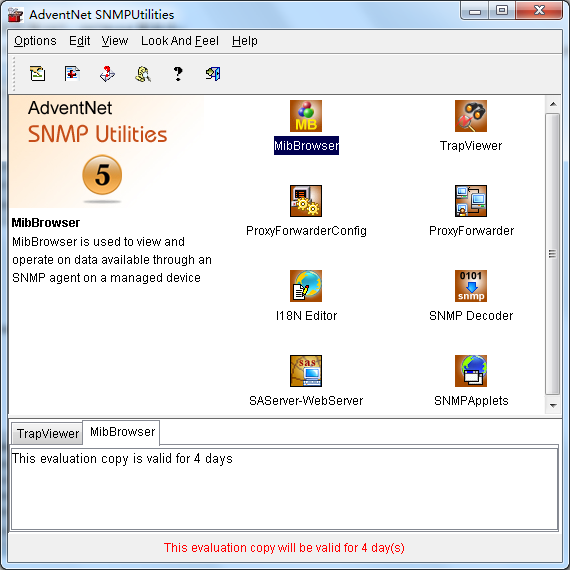 AdventNet SNMPUtilities
Options Edit View Look And Feel Help
AdventNet
SNMP Utilities
5
MibBrowser
MibBrowser is used to view and
operate on data available through an
SNMP agent on a managed device
MB
MibBrowser
TrapViewer
ProxyForwarderConfig
ProxyForwarder
I18N Editor
0101
snmp
SNMP Decoder
sas
SAServer-WebServer
SNMPApplets
TrapViewer MibBrowser
This evaluation copy is valid for 4 days
This evaluation copy will be valid for 4 day(s)